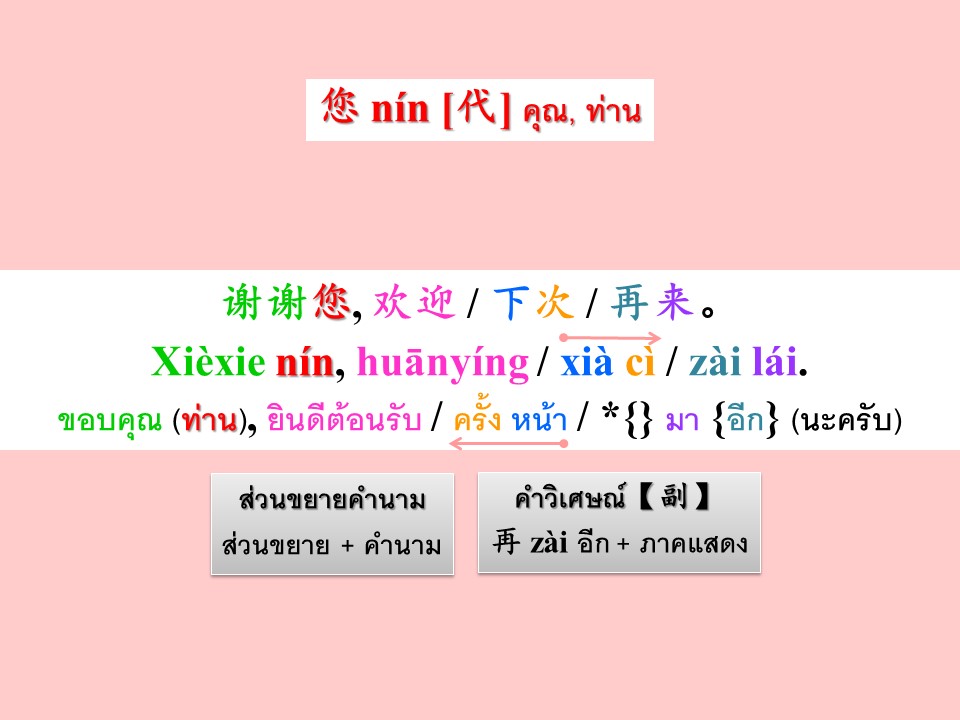 您 nín [代] คุณ, ท่าน
谢谢您, 欢迎 / 下次 / 再来。
Xièxie nín, huānyíng / xià cì / zài lái.
ขอบคุณ (ท่าน), ยินดีต้อนรับ / ครั้ง หน้า / *{} มา {อีก} (นะครับ)
ส่วนขยายคำนาม
ส่วนขยาย + คำนาม
คำวิเศษณ์【副】
再 zài อีก + ภาคแสดง